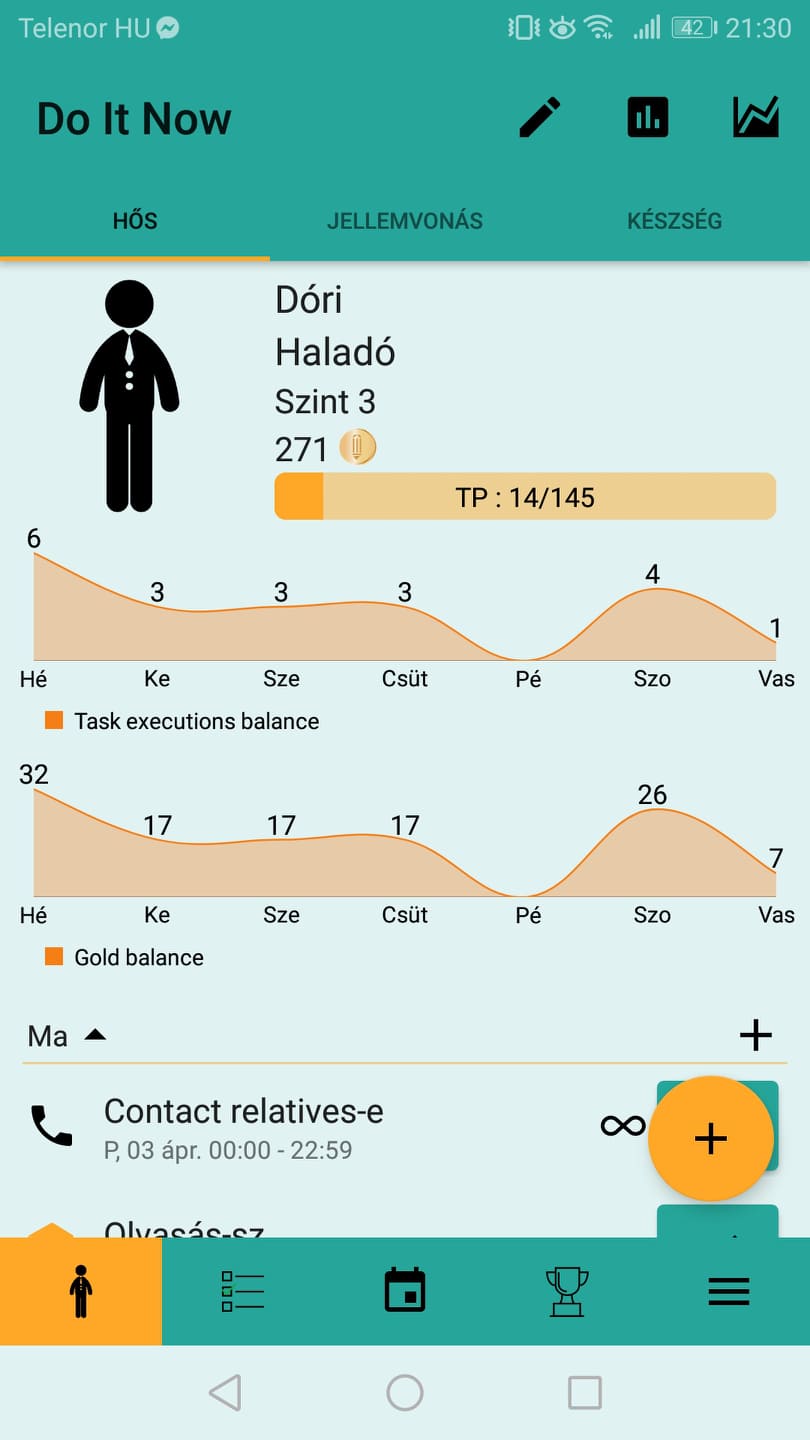 Telenor HU 42 21:30
Do It Now
HŐS JELLEMVONÁS KÉSZSÉG
Dóri
Haladó
Szint 3
271
TP : 14/145
6 3 3 3 4 1
Hé Ke Sze Csüt Pé Szo Vas
Task executions balance
32 17 17 17 26 7
Hé Ke Sze Csüt Pé Szo Vas
Gold balance
Ma
Contact relatives-e
P, 03 ápr. 00:00 - 22:59
Olvasás-sz